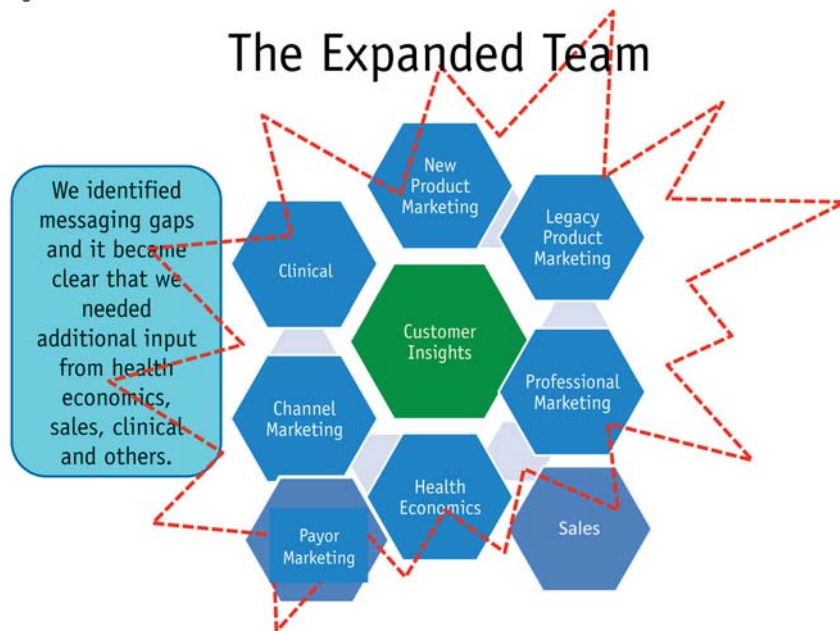 The Expanded Team
We identified
messaging gaps
and it became
clear that we
needed
additional input
from health
economics,
sales, clinical
and others.
New
Product
Marketing
Legacy
Product
Marketing
Clinical
Customer
Insights
Professional
Marketing
Channel
Marketing
Health
Economics
Payor
Marketing
Sales